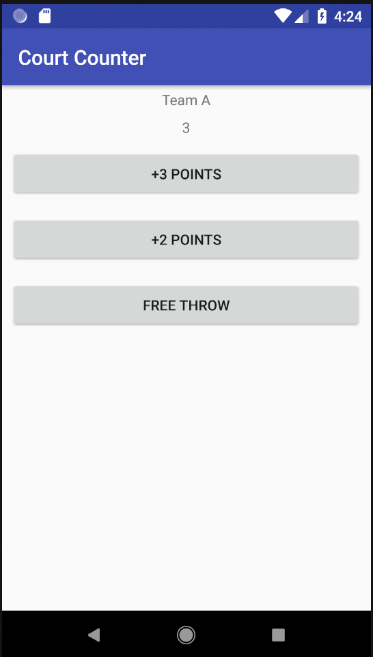 4:24
Court Counter
Team A
3
+3 POINTS
+2 POINTS
FREE THROW